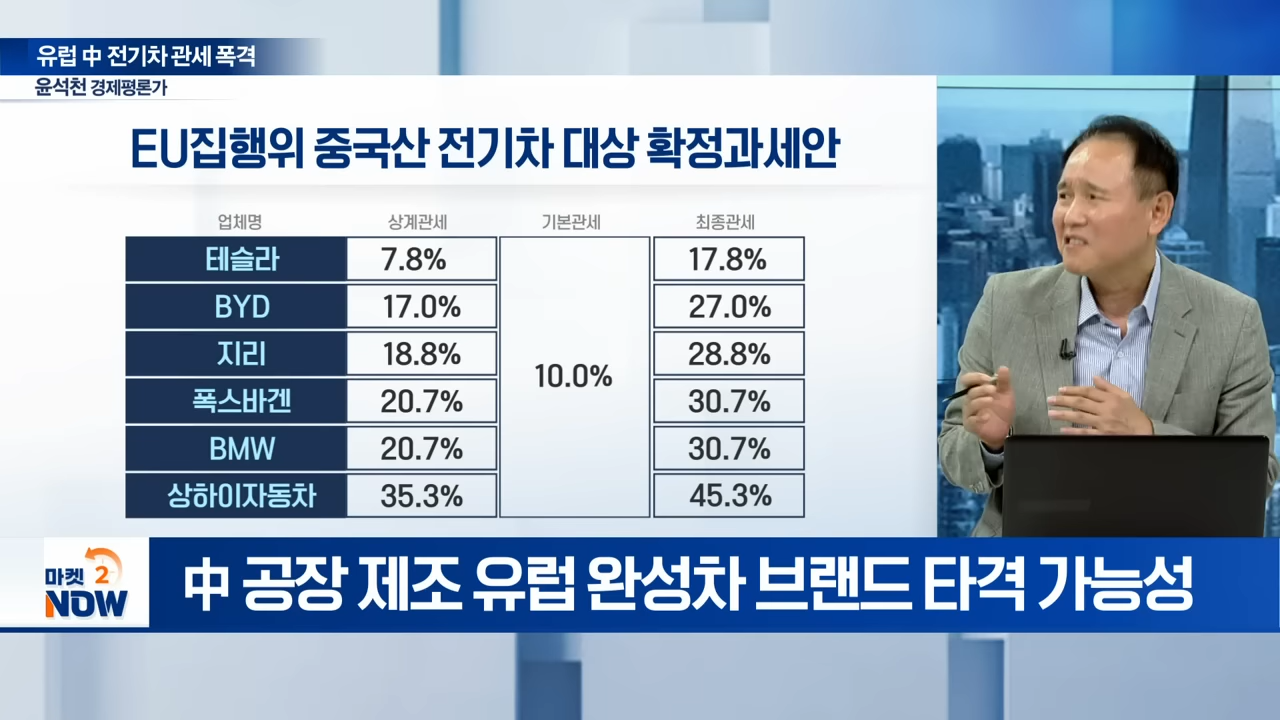 유럽 中 전기차 관세 폭격
윤석천 경제평론가
EU집행위 중국산 전기차 대상 확정과세안
업체명 상계관세 기본관세 최종관세
테슬라 7.8% 17.8%
BYD 17.0% 27.0%
지리 18.8% 28.8%
10.0%
폭스바겐 20.7% 30.7%
BMW 20.7% 30.7%
상하이자동차 35.3% 45.3%
마켓 2
NOW
中 공장 제조 유럽 완성차 브랜드 타격 가능성